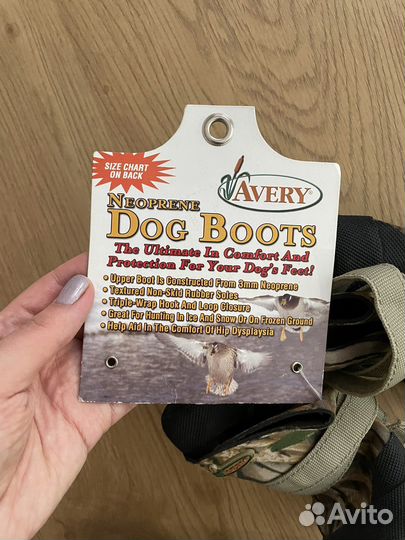 SIZE CHART
ON BACK
AVERY®
NEOPRENE
DOG BOOTS
The Ultimate In Comfort And
Protection For Your Dog's Feet!
• Upper Boot Is Constructed From 3mm Neoprene
• Textured Non-Skid Rubber Soles
• Triple-Wrap Hook And Loop Closure
• Great For Hunting In Ice And Snow Or On Frozen Ground
• Help Aid In The Comfort Of Hip Displaysia
Avito